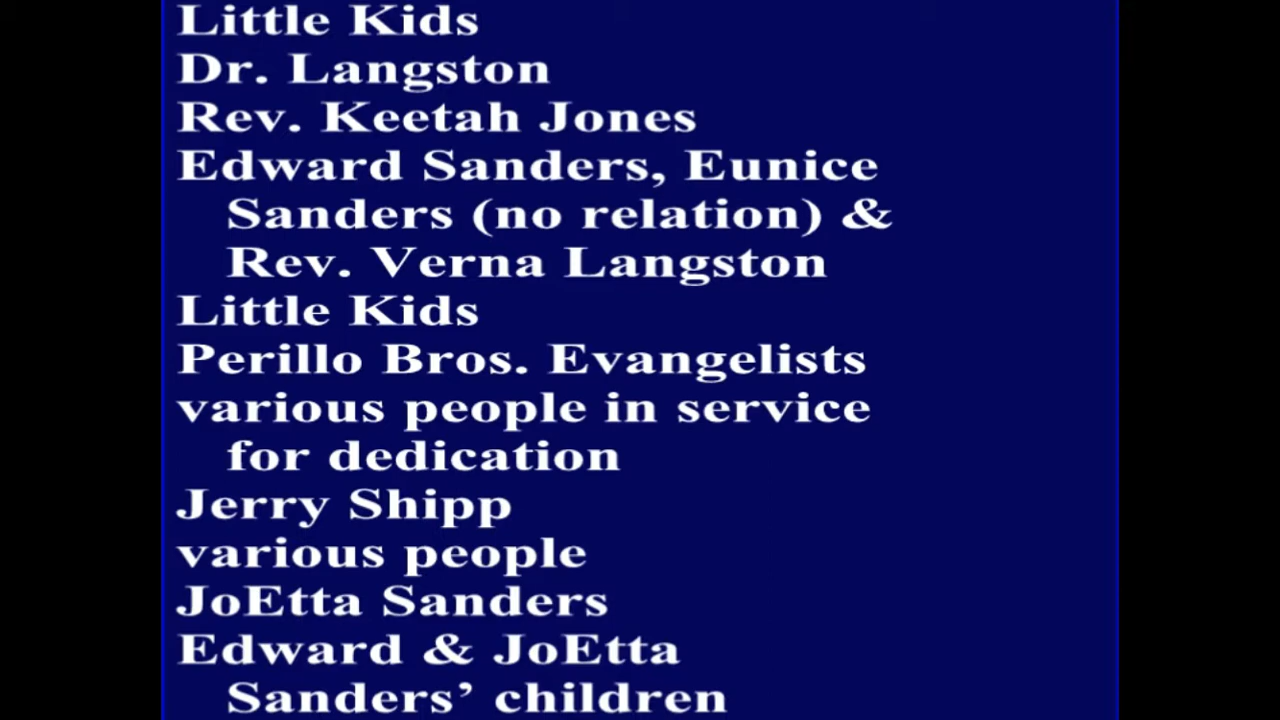 Little Kids
Dr. Langston
Rev. Keetah Jones
Edward Sanders, Eunice
Sanders (no relation) &
Rev. Verna Langston
Little Kids
Perillo Bros. Evangelists
various people in service
for dedication
Jerry Shipp
various people
JoEtta Sanders
Edward & JoEtta
Sanders’ children